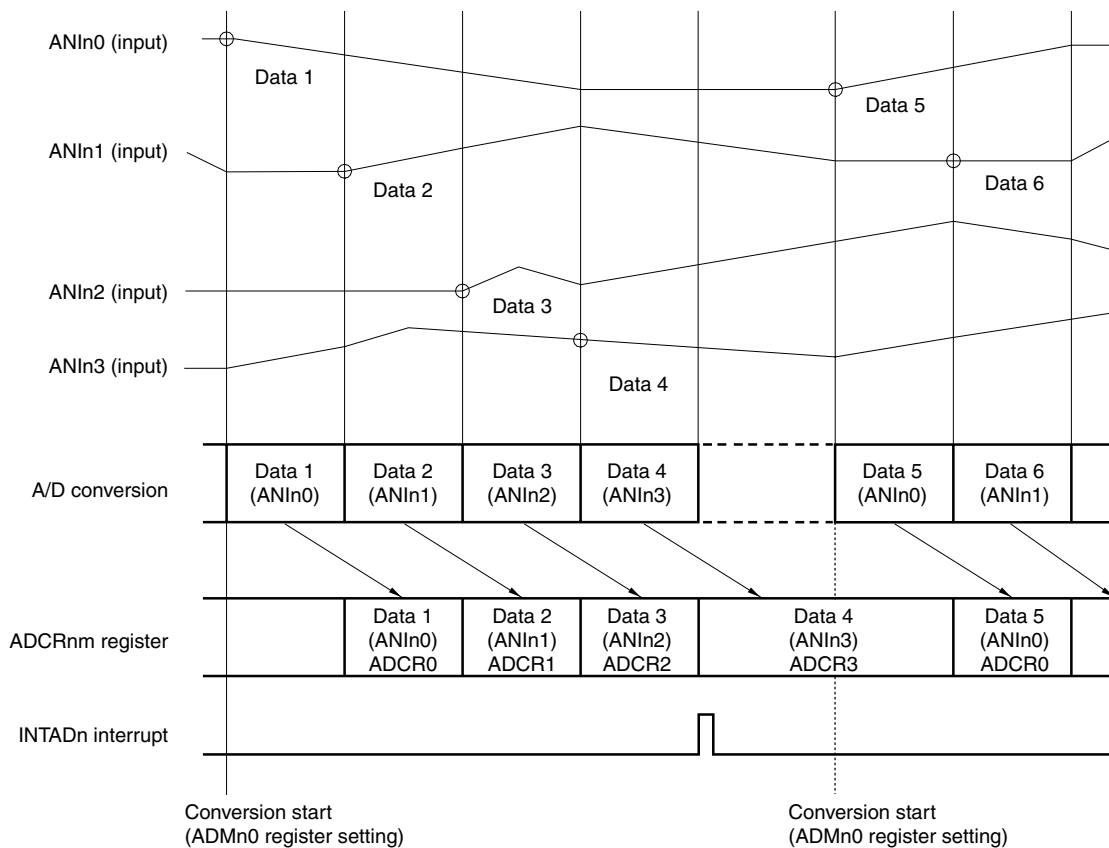 ANIn0 (input)
Data 1
Data 5
ANIn1 (input)
Data 2
Data 6
ANIn2 (input)
Data 3
ANIn3 (input)
Data 4
A/D conversion
Data 1
(ANIn0)
Data 2
(ANIn1)
Data 3
(ANIn2)
Data 4
(ANIn3)
Data 5
(ANIn0)
Data 6
(ANIn1)
ADCRnm register
Data 1
(ANIn0)
ADCR0
Data 2
(ANIn1)
ADCR1
Data 3
(ANIn2)
ADCR2
Data 4
(ANIn3)
ADCR3
Data 5
(ANIn0)
ADCR0
INTADn interrupt
Conversion start
(ADMn0 register setting)
Conversion start
(ADMn0 register setting)